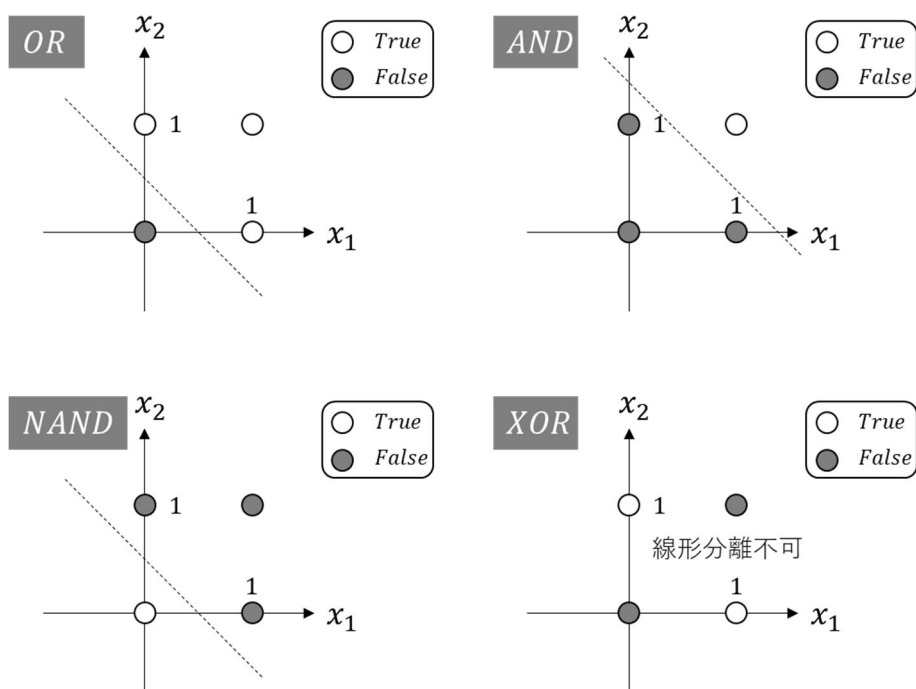 OR
x₂
True
False
1
1
x₁
AND
x₂
True
False
1
1
x₁
NAND
x₂
True
False
1
1
x₁
XOR
x₂
True
False
1
線形分離不可
1
x₁